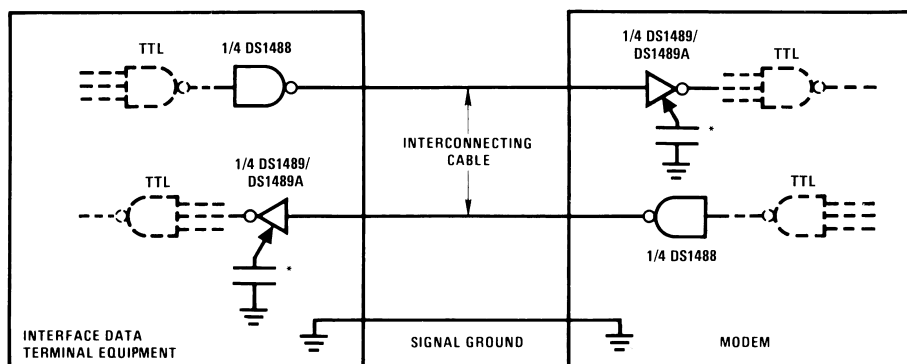 TTL
1/4 DS1488
1/4 DS1489/
DS1489A
TTL
*
INTERCONNECTING
CABLE
1/4 DS1489/
DS1489A
TTL
*
TTL
1/4 DS1488
INTERFACE DATA
TERMINAL EQUIPMENT
SIGNAL GROUND
MODEM